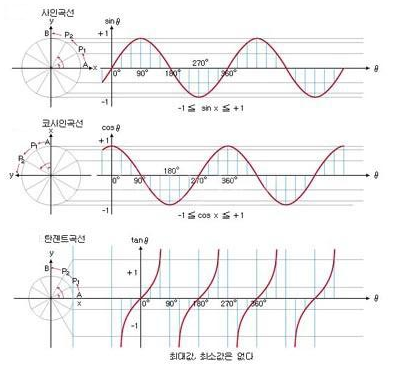 사인곡선
y
B P₂ P₁ A x
sinθ
+1
-1
0° 90° 180° 270° 360° θ
-1 ≦ sin x ≦ +1
코사인곡선
x
A P₁ P₂ y
cosθ
+1
-1
0° 90° 180° 270° 360° θ
-1 ≦ cos x ≦ +1
탄젠트곡선
y
B P₂ P₁ A x
tanθ
+1
-1
0° 90° 180° 270° 360° θ
최대값, 최소값은 없다